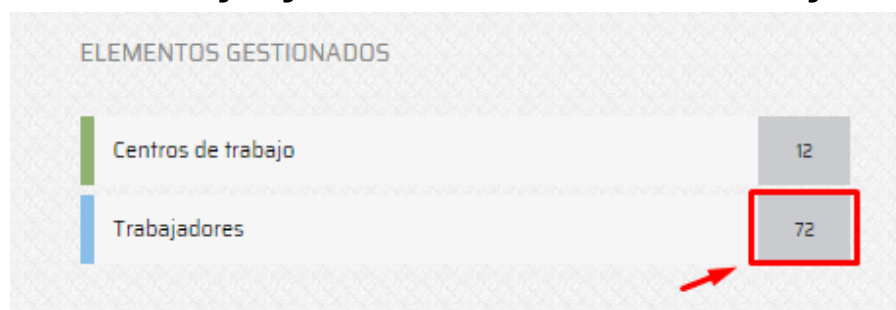 ELEMENTOS GESTIONADOS
Centros de trabajo 12
Trabajadores 72